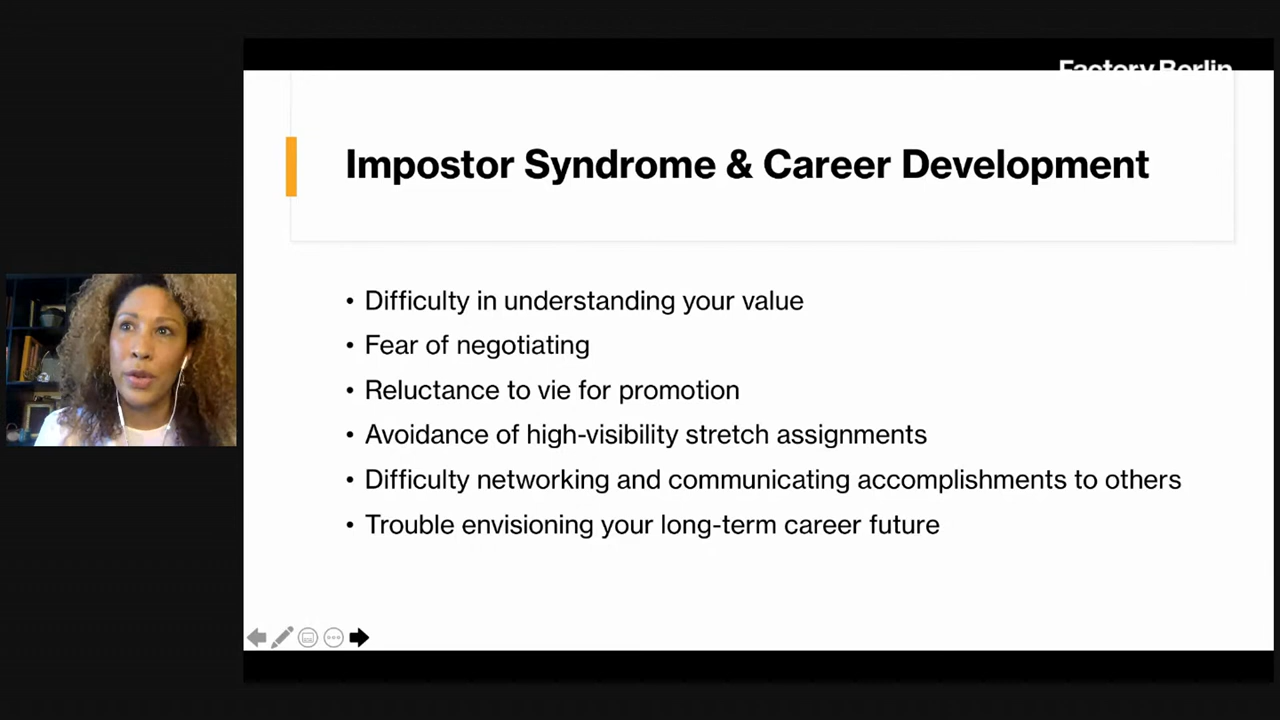 Factory Berlin
Impostor Syndrome & Career Development
• Difficulty in understanding your value
• Fear of negotiating
• Reluctance to vie for promotion
• Avoidance of high-visibility stretch assignments
• Difficulty networking and communicating accomplishments to others
• Trouble envisioning your long-term career future